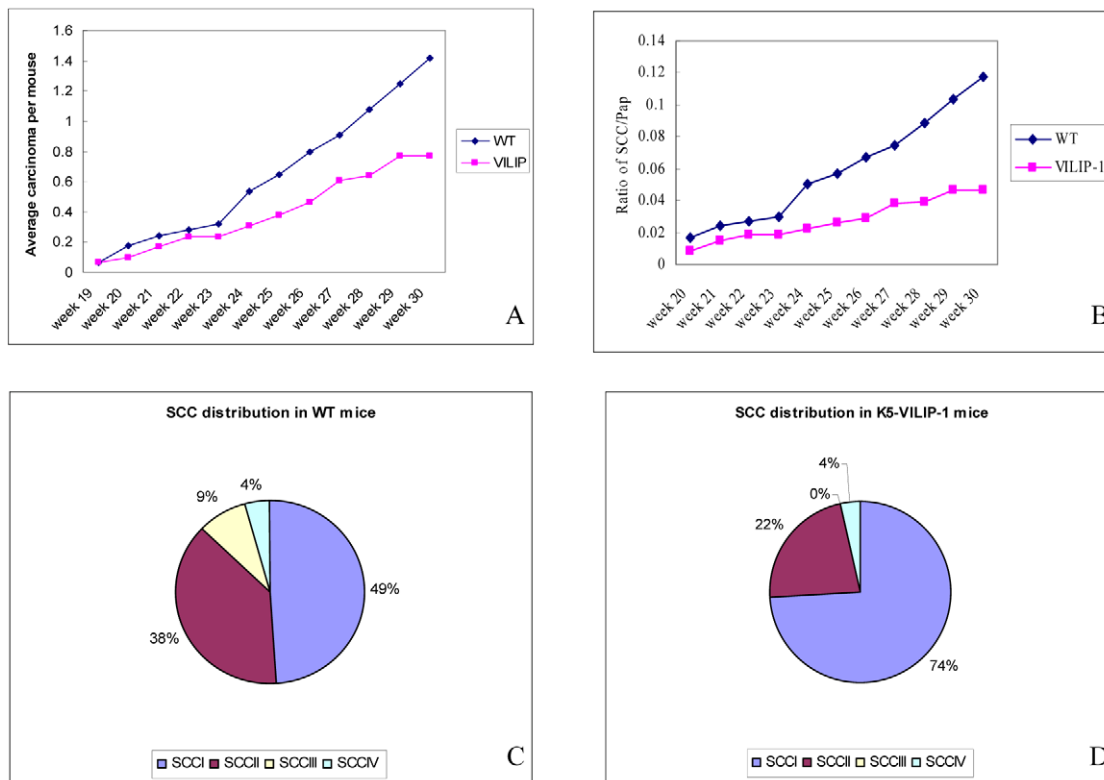 1.6
1.4
1.2
1
0.8
0.6
0.4
0.2
0
Average carcinoma per mouse
week 19
week 20
week 21
week 22
week 23
week 24
week 25
week 26
week 27
week 28
week 29
week 30
WT
VILIP
A
0.14
0.12
0.1
0.08
0.06
0.04
0.02
0
Ratio of SCC/Pap
week 20
week 21
week 22
week 23
week 24
week 25
week 26
week 27
week 28
week 29
week 30
WT
VILIP-1
B
SCC distribution in WT mice
4%
9%
49%
38%
SCCI SCCII SCCIII SCCIV
C
SCC distribution in K5-VILIP-1 mice
4%
0%
22%
74%
SCCI SCCII SCCIII SCCIV
D